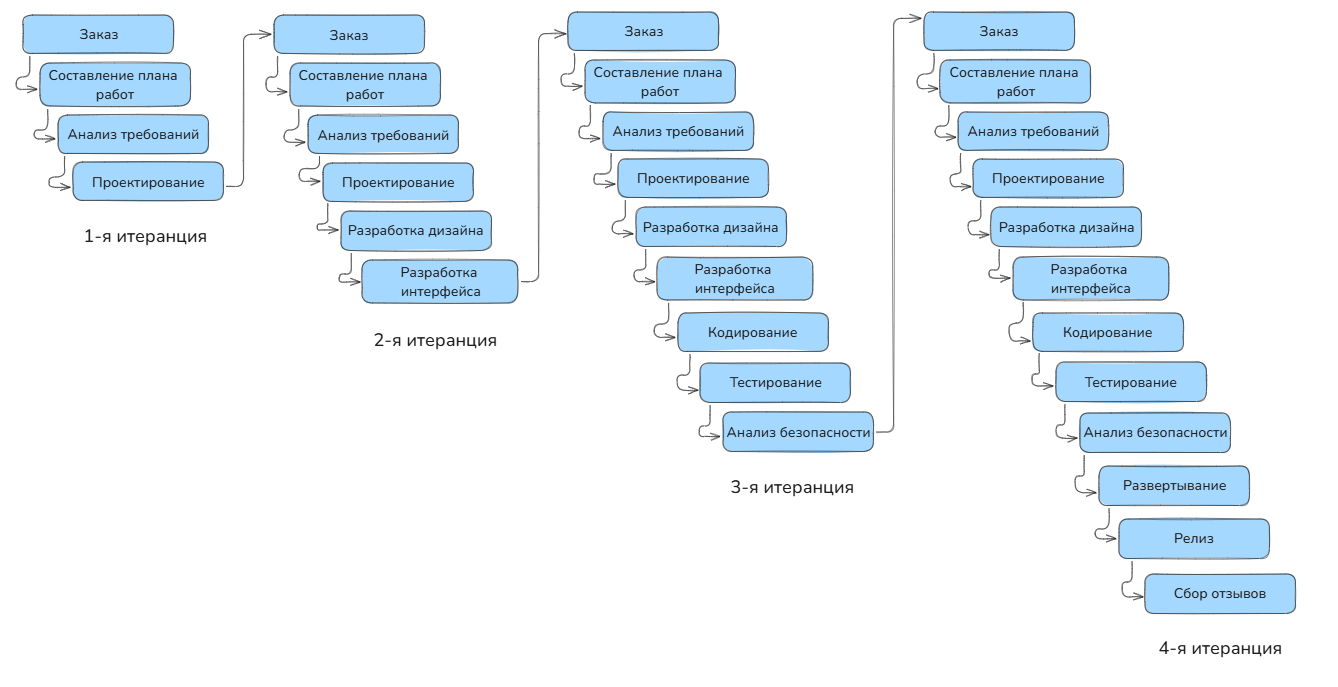 Заказ
Составление плана
работ
Анализ требований
Проектирование
1-я итеранция
Заказ
Составление плана
работ
Анализ требований
Проектирование
Разработка дизайна
Разработка
интерфейса
2-я итеранция
Заказ
Составление плана
работ
Анализ требований
Проектирование
Разработка дизайна
Разработка
интерфейса
Кодирование
Тестирование
Анализ безопасности
3-я итеранция
Заказ
Составление плана
работ
Анализ требований
Проектирование
Разработка дизайна
Разработка
интерфейса
Кодирование
Тестирование
Анализ безопасности
Развертывание
Релиз
Сбор отзывов
4-я итеранция